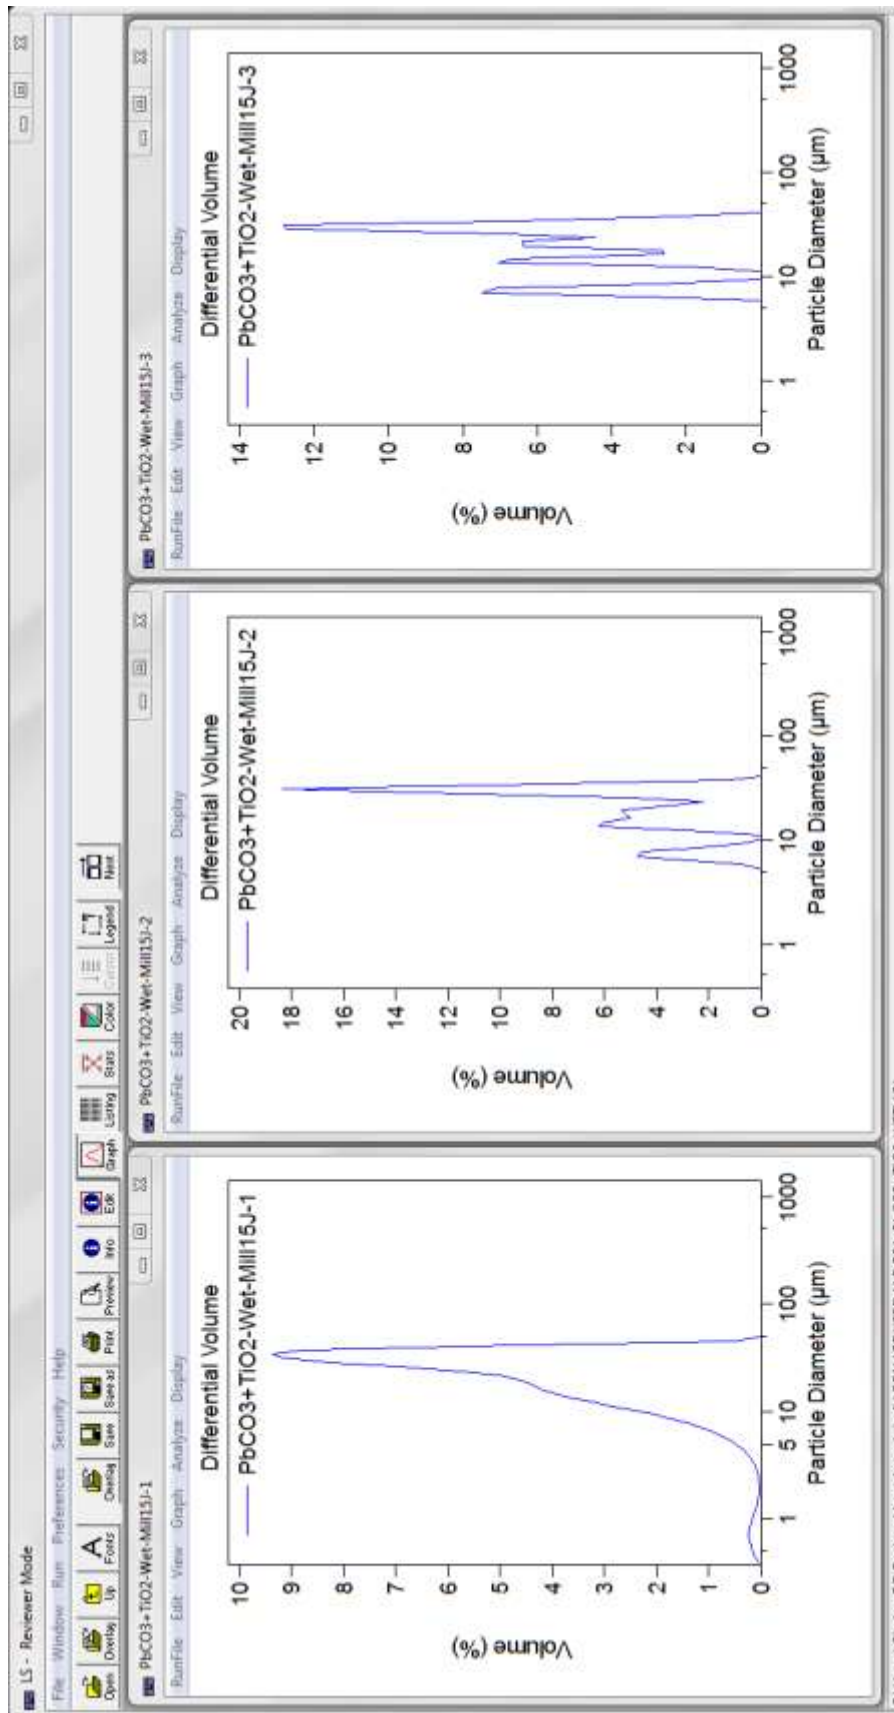 LS - Reviewer Mode
File Window Run Preferences Security Help
Open Overlay Up Fonts Overlay Save Save as Print Preview Info Edit Graph Listing Stats Color Cursor Legend Next
PbCO3+TiO2-Wet-Mill15J-1
RunFile Edit View Graph Analyze Display
Differential Volume
PbCO3+TiO2-Wet-Mill15J-1
Volume (%)
10
9
8
7
6
5
4
3
2
1
0
1 5 10 100 1000
Particle Diameter (µm)
PbCO3+TiO2-Wet-Mill15J-2
RunFile Edit View Graph Analyze Display
Differential Volume
PbCO3+TiO2-Wet-Mill15J-2
Volume (%)
20
18
16
14
12
10
8
6
4
2
0
1 10 100 1000
Particle Diameter (µm)
PbCO3+TiO2-Wet-Mill15J-3
RunFile Edit View Graph Analyze Display
Differential Volume
PbCO3+TiO2-Wet-Mill15J-3
Volume (%)
14
12
10
8
6
4
2
0
1 10 100 1000
Particle Diameter (µm)